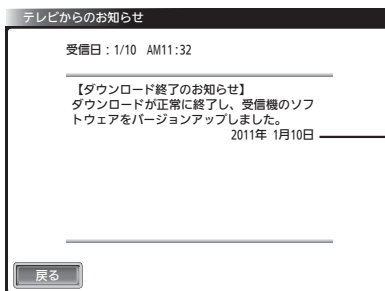 テレビからのお知らせ
受信日：1/10 AM11:32
【ダウンロード終了のお知らせ】
ダウンロードが正常に終了し、受信機のソフ
トウェアをバージョンアップしました。
2011年 1月10日
戻る